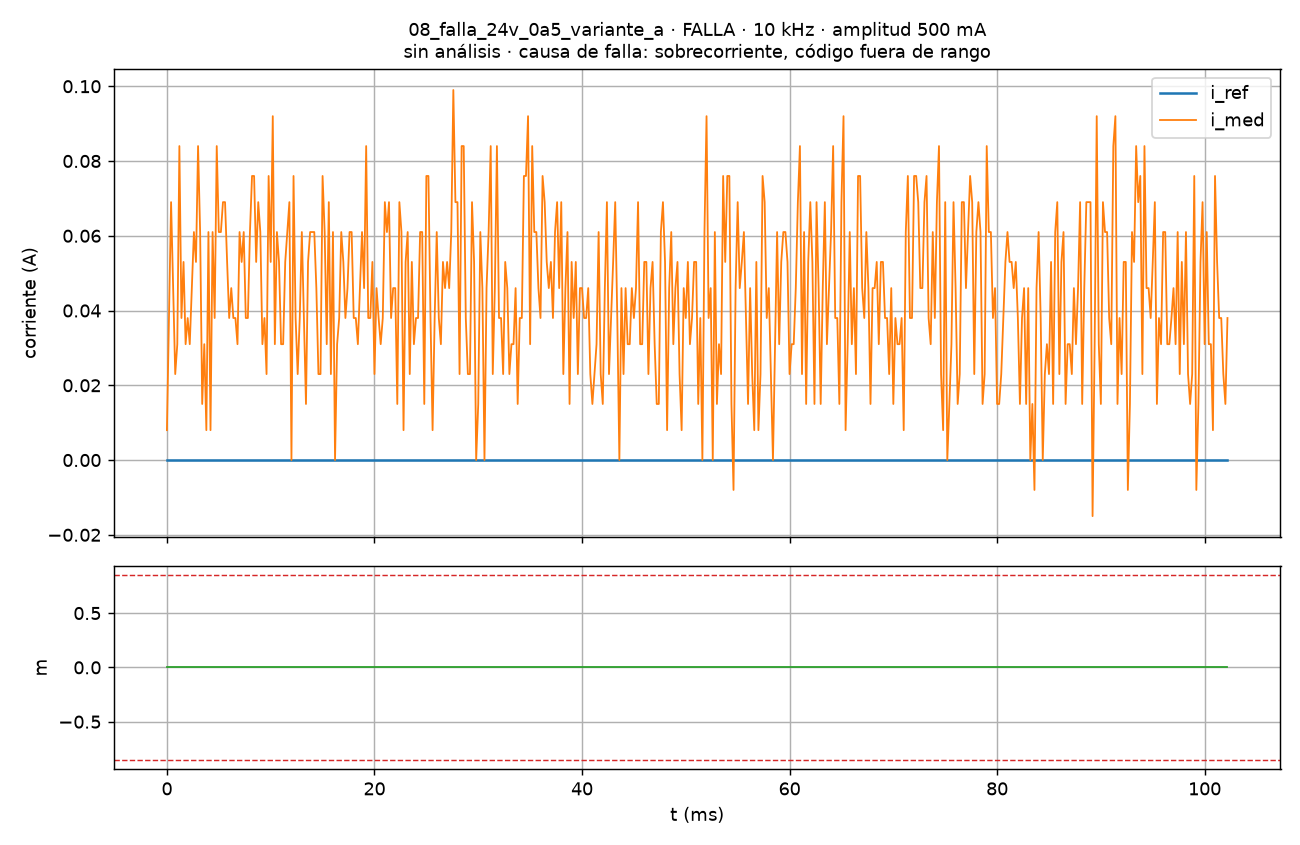 08_falla_24v_0a5_variante_a · FALLA · 10 kHz · amplitud 500 mA
sin análisis · causa de falla: sobrecorriente, código fuera de rango
i_ref
i_med
corriente (A)
0.10
0.08
0.06
0.04
0.02
0.00
−0.02
m
0.5
0.0
−0.5
0
20
40
60
80
100
t (ms)